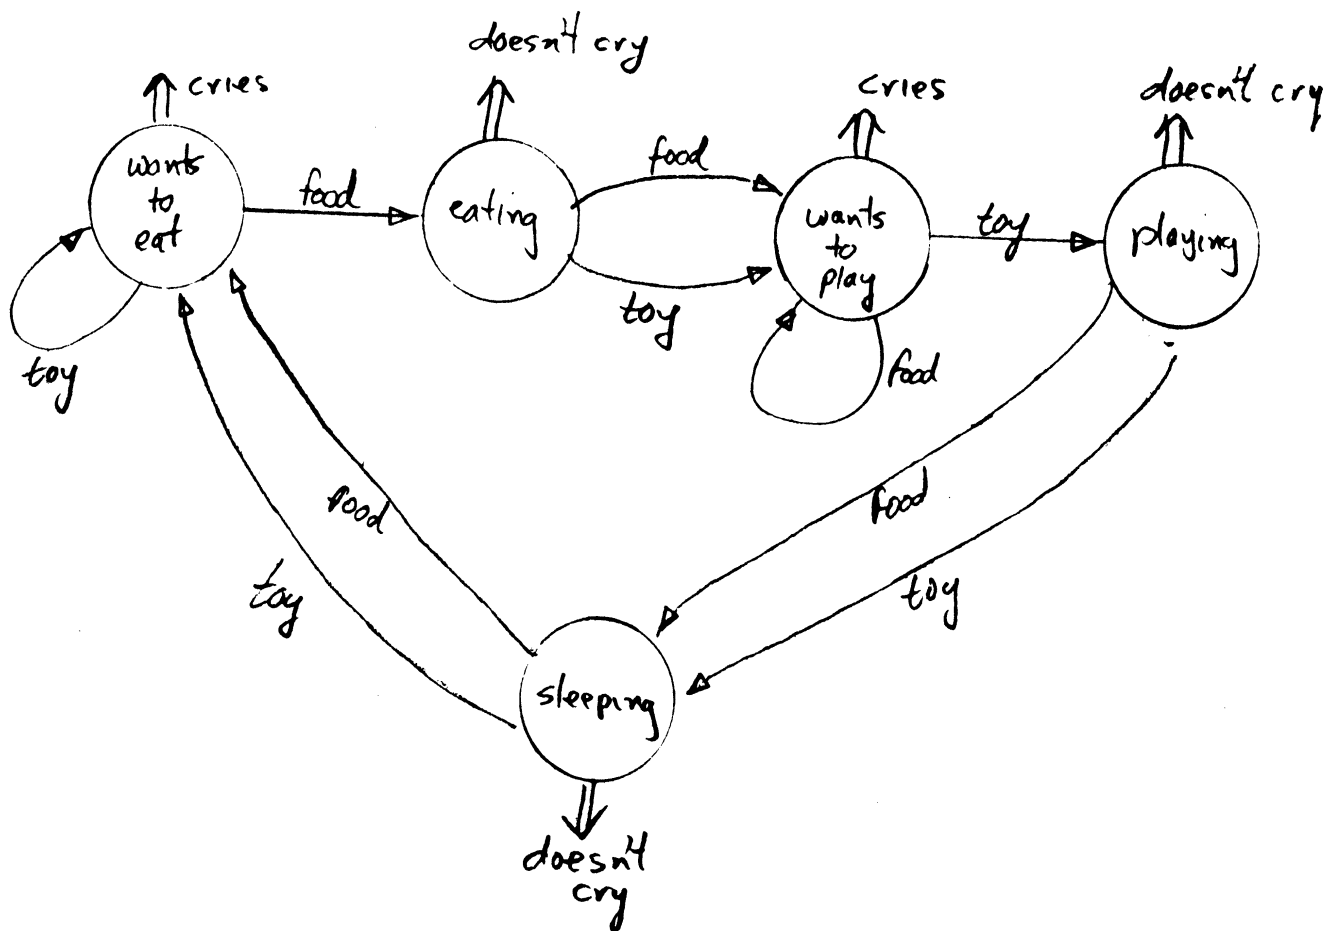 doesn't cry
cries
cries
doesn't cry
wants
to
eat
food
eating
food
toy
wants
to
play
toy
playing
toy
food
food
toy
food
toy
sleeping
doesn't
cry